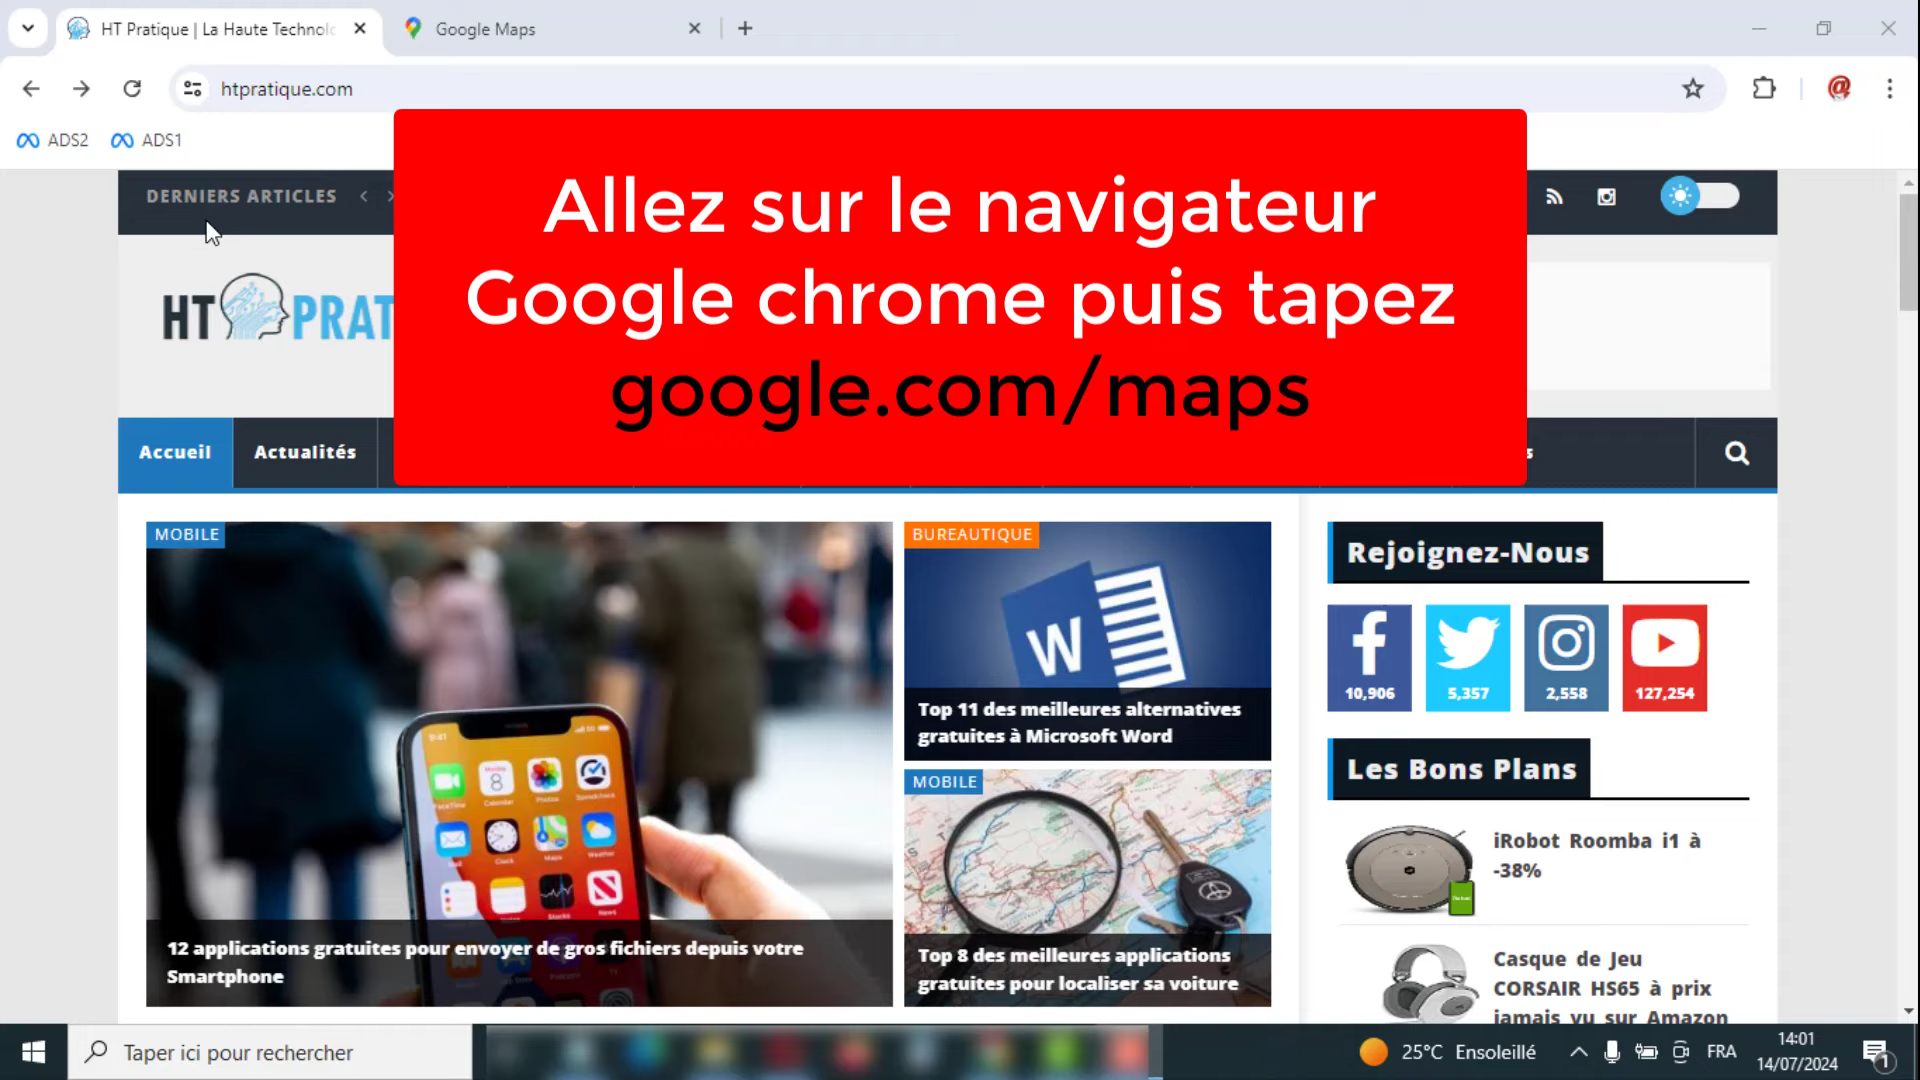 HT Pratique | La Haute Technolo
Google Maps
htpratique.com
ADS2
ADS1
DERNIERS ARTICLES
Allez sur le navigateur
Google chrome puis tapez
google.com/maps
HT PRAT
Accueil
Actualités
s
MOBILE
12 applications gratuites pour envoyer de gros fichiers depuis votre
Smartphone
BUREAUTIQUE
W
Top 11 des meilleures alternatives
gratuites à Microsoft Word
MOBILE
Top 8 des meilleures applications
gratuites pour localiser sa voiture
Rejoignez-Nous
10,906
5,357
2,558
127,254
Les Bons Plans
iRobot Roomba i1 à
-38%
Casque de Jeu
CORSAIR HS65 à prix
jamais vu sur Amazon
Taper ici pour rechercher
25°C Ensoleillé
FRA
14:01
14/07/2024
1